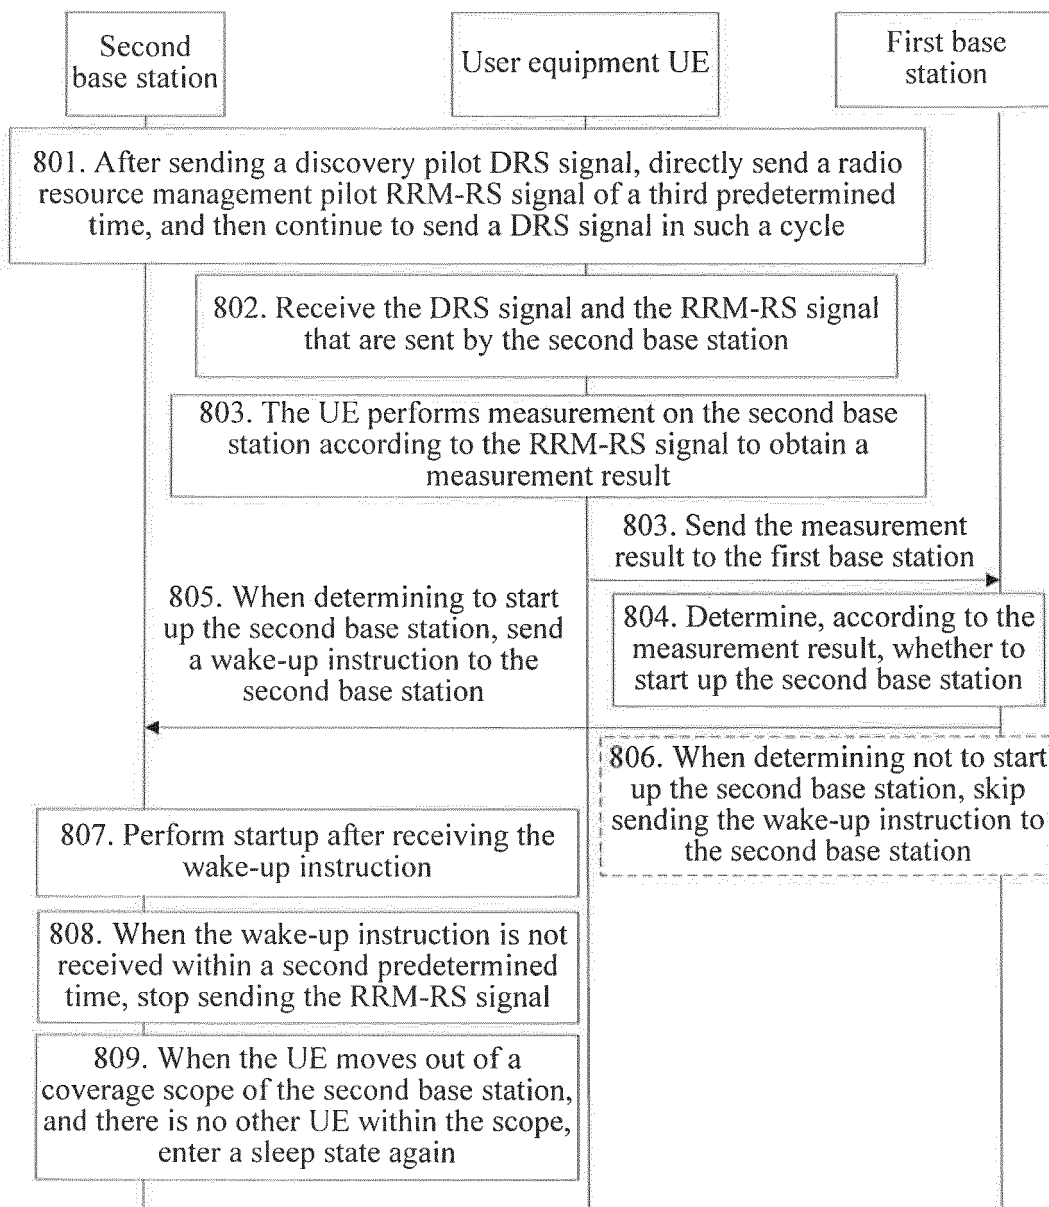 Second
base station
User equipment UE
First base
station
801. After sending a discovery pilot DRS signal, directly send a radio
resource management pilot RRM-RS signal of a third predetermined
time, and then continue to send a DRS signal in such a cycle
802. Receive the DRS signal and the RRM-RS signal
that are sent by the second base station
803. The UE performs measurement on the second base
station according to the RRM-RS signal to obtain a
measurement result
803. Send the measurement
result to the first base station
805. When determining to start
up the second base station, send
a wake-up instruction to the
second base station
804. Determine, according to the
measurement result, whether to
start up the second base station
806. When determining not to start
up the second base station, skip
sending the wake-up instruction to
the second base station
807. Perform startup after receiving the
wake-up instruction
808. When the wake-up instruction is not
received within a second predetermined
time, stop sending the RRM-RS signal
809. When the UE moves out of a
coverage scope of the second base station,
and there is no other UE within the scope,
enter a sleep state again